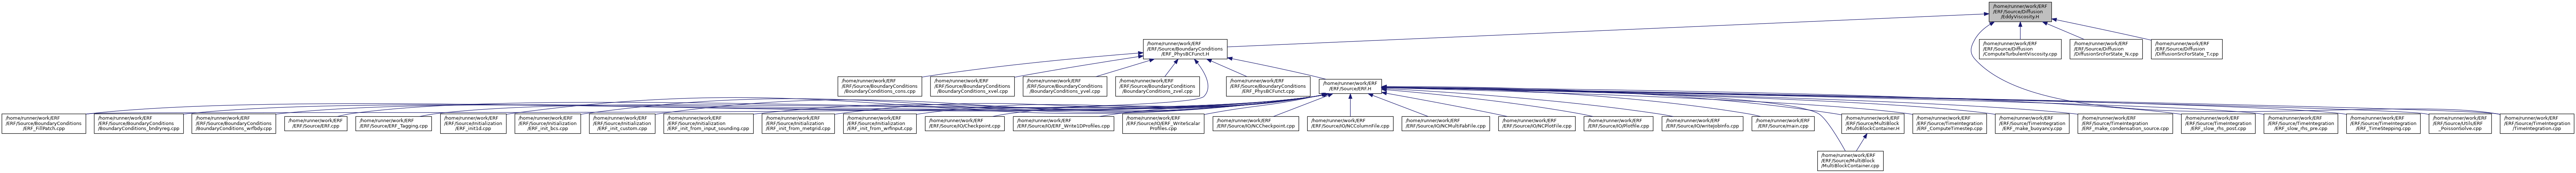 /home/runner/work/ERF
/ERF/Source/Diffusion
/EddyViscosity.H
/home/runner/work/ERF
/ERF/Source/BoundaryConditions
/ERF_PhysBCFunct.H
/home/runner/work/ERF
/ERF/Source/Diffusion
/ComputeTurbulentViscosity.cpp
/home/runner/work/ERF
/ERF/Source/Diffusion
/DiffusionSrcForState_N.cpp
/home/runner/work/ERF
/ERF/Source/Diffusion
/DiffusionSrcForState_T.cpp
/home/runner/work/ERF
/ERF/Source/BoundaryConditions
/BoundaryConditions_cons.cpp
/home/runner/work/ERF
/ERF/Source/BoundaryConditions
/BoundaryConditions_xvel.cpp
/home/runner/work/ERF
/ERF/Source/BoundaryConditions
/BoundaryConditions_yvel.cpp
/home/runner/work/ERF
/ERF/Source/BoundaryConditions
/BoundaryConditions_zvel.cpp
/home/runner/work/ERF
/ERF/Source/BoundaryConditions
/ERF_PhysBCFunct.cpp
/home/runner/work/ERF
/ERF/Source/ERF.H
/home/runner/work/ERF
/ERF/Source/BoundaryConditions
/ERF_FillPatch.cpp
/home/runner/work/ERF
/ERF/Source/BoundaryConditions
/BoundaryConditions_bndryreg.cpp
/home/runner/work/ERF
/ERF/Source/BoundaryConditions
/BoundaryConditions_wrfbdy.cpp
/home/runner/work/ERF
/ERF/Source/ERF.cpp
/home/runner/work/ERF
/ERF/Source/ERF_Tagging.cpp
/home/runner/work/ERF
/ERF/Source/Initialization
/ERF_init1d.cpp
/home/runner/work/ERF
/ERF/Source/Initialization
/ERF_init_bcs.cpp
/home/runner/work/ERF
/ERF/Source/Initialization
/ERF_init_custom.cpp
/home/runner/work/ERF
/ERF/Source/Initialization
/ERF_init_from_input_sounding.cpp
/home/runner/work/ERF
/ERF/Source/Initialization
/ERF_init_from_metgrid.cpp
/home/runner/work/ERF
/ERF/Source/Initialization
/ERF_init_from_wrfinput.cpp
/home/runner/work/ERF
/ERF/Source/IO/Checkpoint.cpp
/home/runner/work/ERF
/ERF/Source/IO/ERF_Write1DProfiles.cpp
/home/runner/work/ERF
/ERF/Source/IO/ERF_WriteScalar
Profiles.cpp
/home/runner/work/ERF
/ERF/Source/IO/NCCheckpoint.cpp
/home/runner/work/ERF
/ERF/Source/IO/NCColumnFile.cpp
/home/runner/work/ERF
/ERF/Source/IO/NCMultiFabFile.cpp
/home/runner/work/ERF
/ERF/Source/IO/NCPlotFile.cpp
/home/runner/work/ERF
/ERF/Source/IO/Plotfile.cpp
/home/runner/work/ERF
/ERF/Source/IO/writeJobInfo.cpp
/home/runner/work/ERF
/ERF/Source/main.cpp
/home/runner/work/ERF
/ERF/Source/MultiBlock
/MultiBlockContainer.H
/home/runner/work/ERF
/ERF/Source/TimeIntegration
/ERF_ComputeTimestep.cpp
/home/runner/work/ERF
/ERF/Source/TimeIntegration
/ERF_make_buoyancy.cpp
/home/runner/work/ERF
/ERF/Source/TimeIntegration
/ERF_make_condensation_source.cpp
/home/runner/work/ERF
/ERF/Source/TimeIntegration
/ERF_slow_rhs_post.cpp
/home/runner/work/ERF
/ERF/Source/TimeIntegration
/ERF_slow_rhs_pre.cpp
/home/runner/work/ERF
/ERF/Source/TimeIntegration
/ERF_TimeStepping.cpp
/home/runner/work/ERF
/ERF/Source/Utils/ERF
_PoissonSolve.cpp
/home/runner/work/ERF
/ERF/Source/TimeIntegration
/TimeIntegration.cpp
/home/runner/work/ERF
/ERF/Source/MultiBlock
/MultiBlockContainer.cpp